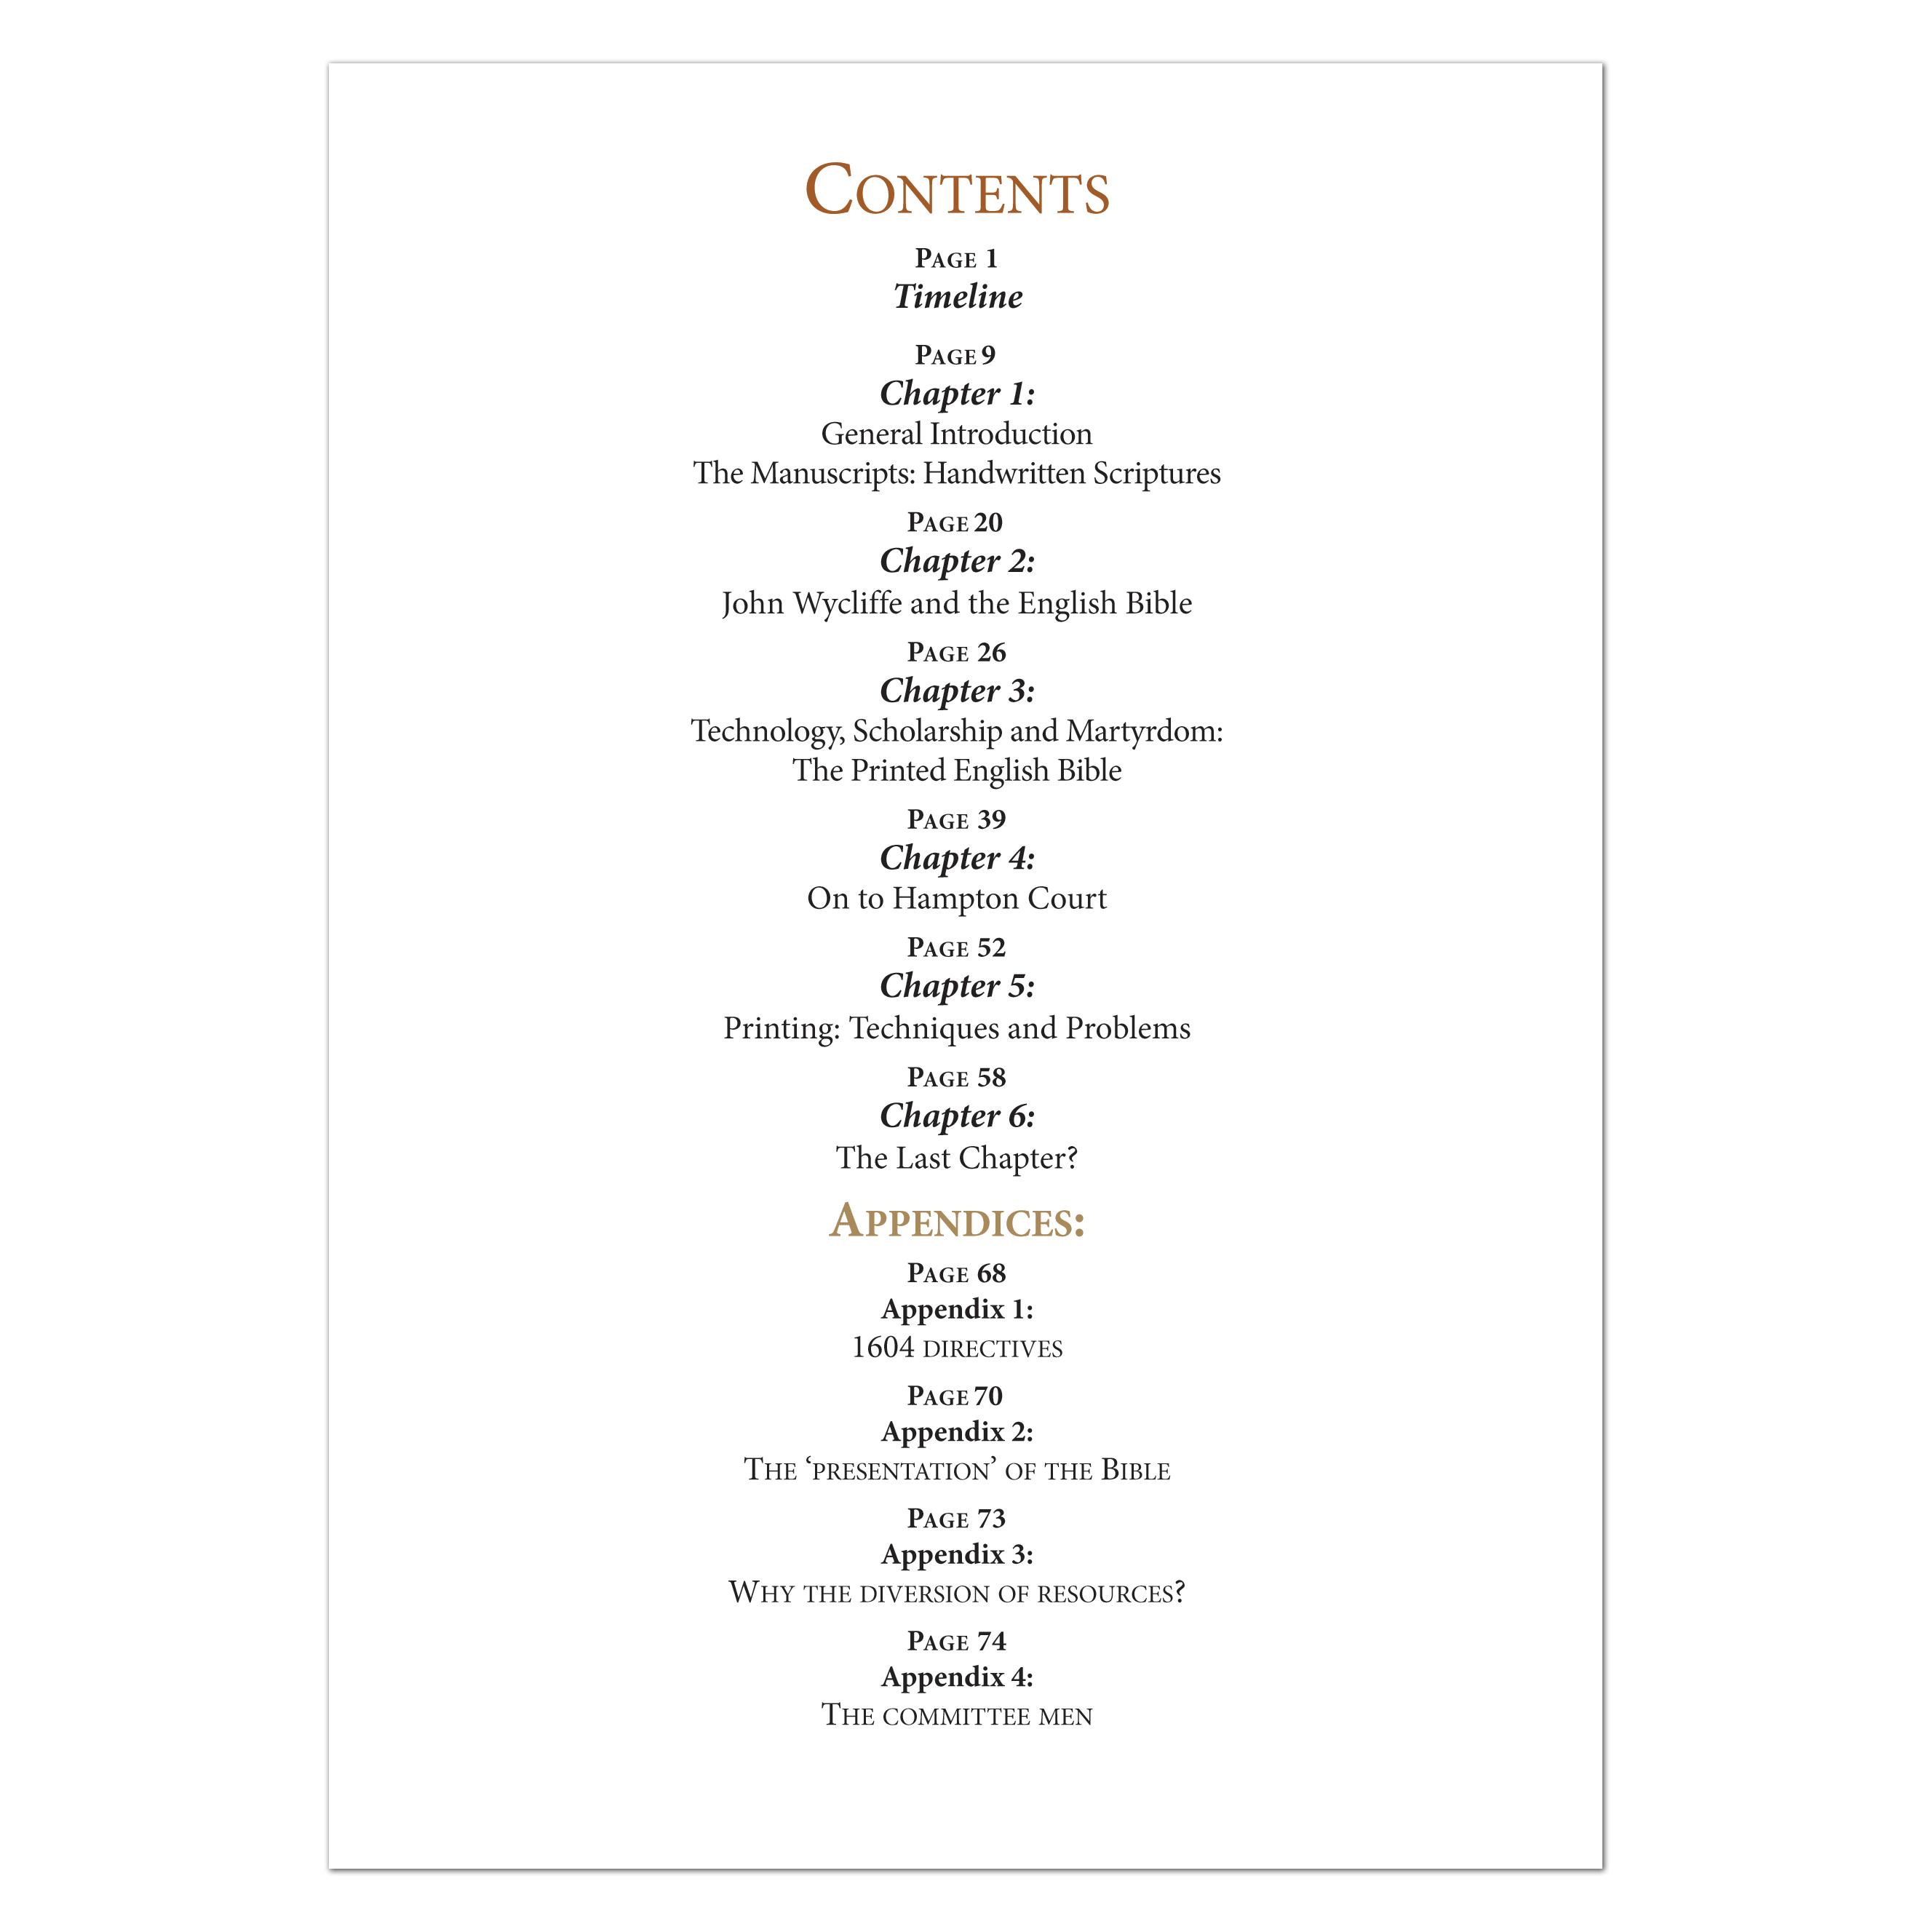 Contents
Page 1
Timeline
Page 9
Chapter 1:
General Introduction
The Manuscripts: Handwritten Scriptures
Page 20
Chapter 2:
John Wycliffe and the English Bible
Page 26
Chapter 3:
Technology, Scholarship and Martyrdom:
The Printed English Bible
Page 39
Chapter 4:
On to Hampton Court
Page 52
Chapter 5:
Printing: Techniques and Problems
Page 58
Chapter 6:
The Last Chapter?
Appendices:
Page 68
Appendix 1:
1604 directives
Page 70
Appendix 2:
The ‘presentation’ of the Bible
Page 73
Appendix 3:
Why the diversion of resources?
Page 74
Appendix 4:
The committee men